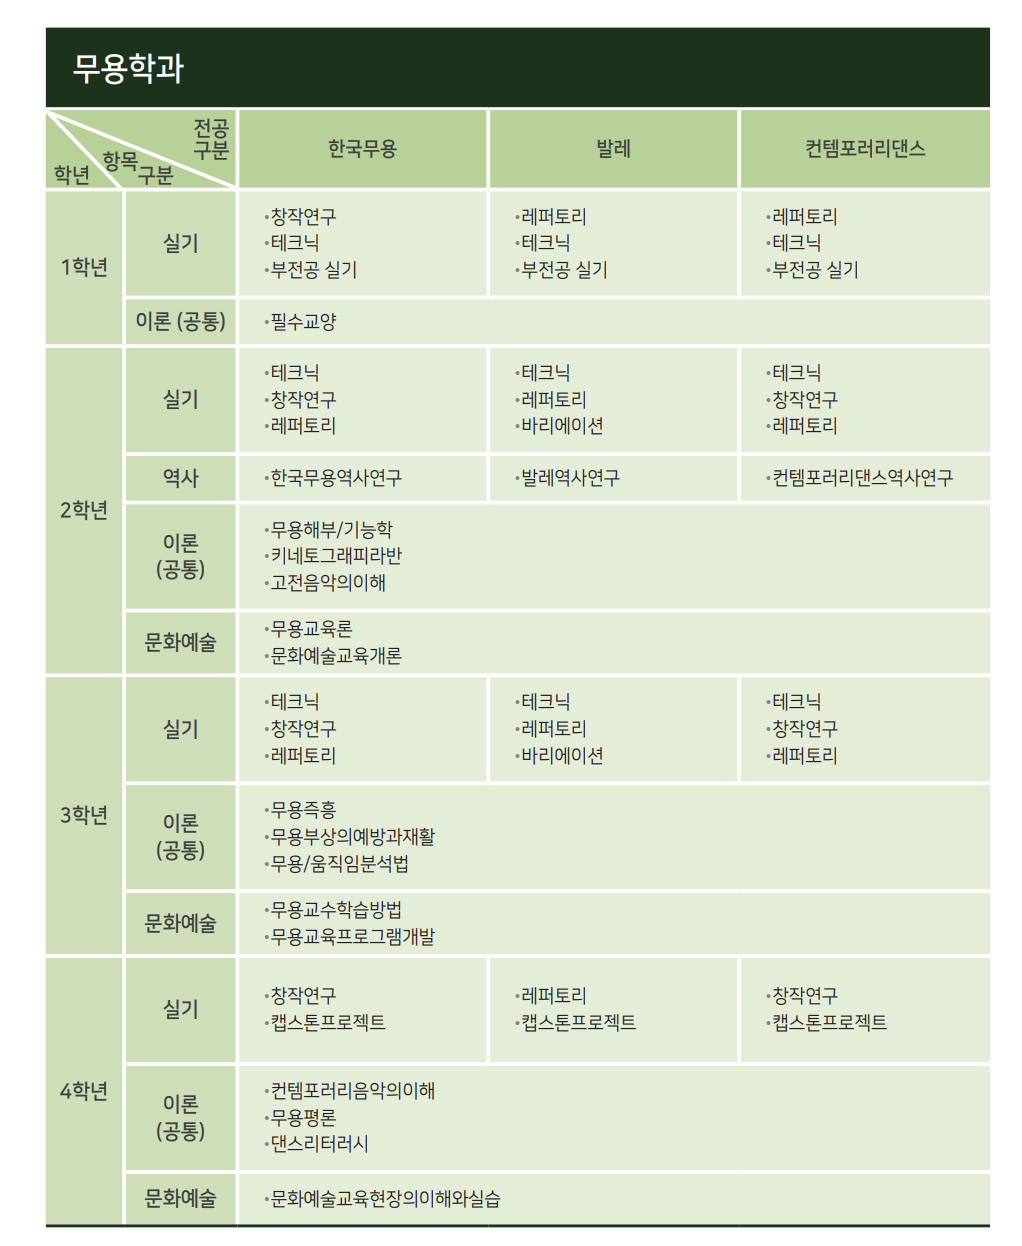 무용학과
전공
구분
항목
구분
학년
한국무용
발레
컨템포러리댄스
1학년
실기
•창작연구
•테크닉
•부전공 실기
•레퍼토리
•테크닉
•부전공 실기
•레퍼토리
•테크닉
•부전공 실기
이론 (공통)
•필수교양
2학년
실기
•테크닉
•창작연구
•레퍼토리
•테크닉
•레퍼토리
•바리에이션
•테크닉
•창작연구
•레퍼토리
역사
•한국무용역사연구
•발레역사연구
•컨템포러리댄스역사연구
이론
(공통)
•무용해부/기능학
•키네토그래피라반
•고전음악의이해
문화예술
•무용교육론
•문화예술교육개론
3학년
실기
•테크닉
•창작연구
•레퍼토리
•테크닉
•레퍼토리
•바리에이션
•테크닉
•창작연구
•레퍼토리
이론
(공통)
•무용즉흥
•무용부상의예방과재활
•무용/움직임분석법
문화예술
•무용교수학습방법
•무용교육프로그램개발
4학년
실기
•창작연구
•캡스톤프로젝트
•레퍼토리
•캡스톤프로젝트
•창작연구
•캡스톤프로젝트
이론
(공통)
•컨템포러리음악의이해
•무용평론
•댄스리터러시
문화예술
•문화예술교육현장의이해와실습